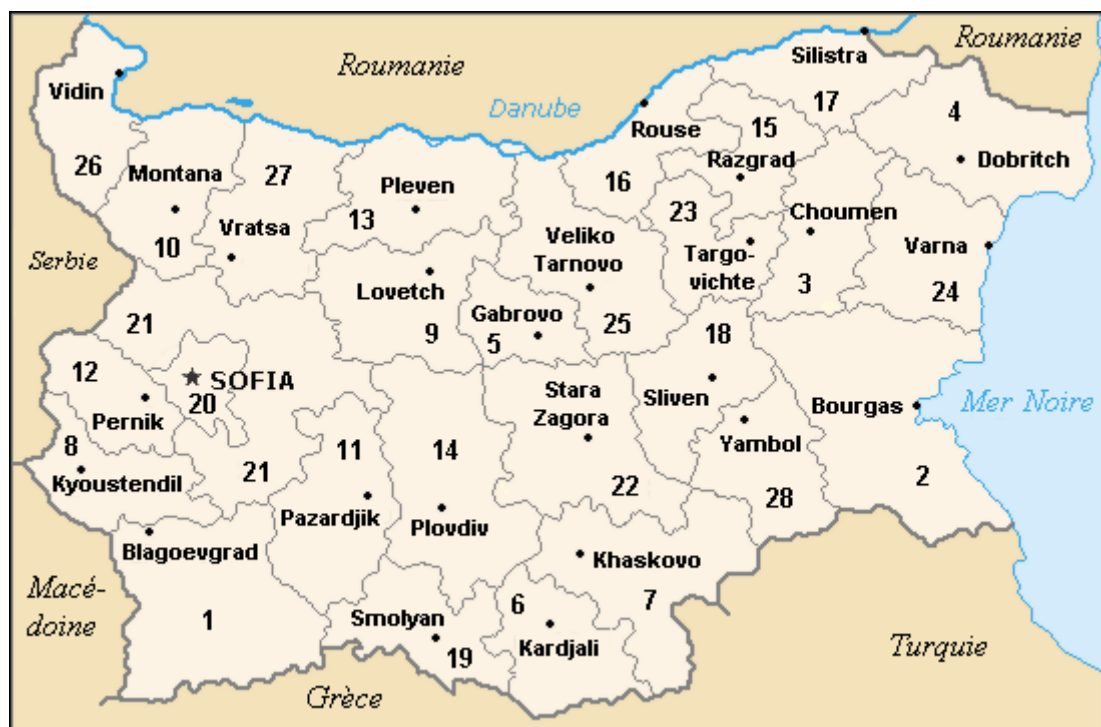 Roumanie
Roumanie
Silistra
Vidin
Danube
17
4
Rouse
15
Dobritch
26
Montana
27
Pleven
16
Razgrad
13
23
Choumen
10
Vratsa
Veliko
Tarnovo
Targo-
vichte
Varna
Serbie
Lovetch
3
24
21
9
Gabrovo
5
25
18
12
SOFIA
20
Pernik
Stara
Zagora
Sliven
Bourgas
Mer Noire
8
Kyoustendil
21
11
14
Yambol
22
28
2
Pazardjik
Plovdiv
Blagoevgrad
Khaskovo
Macé-
doine
1
Smolyan
19
6
Kardjali
7
Turquie
Grèce